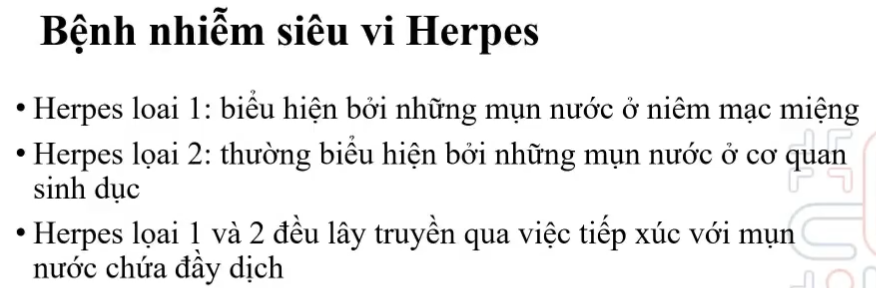 Bệnh nhiễm siêu vi Herpes
• Herpes loai 1: biểu hiện bởi những mụn nước ở niêm mạc miệng
• Herpes lọai 2: thường biểu hiện bởi những mụn nước ở cơ quan
sinh dục
• Herpes lọai 1 và 2 đều lây truyền qua việc tiếp xúc với mụn
nước chứa đầy dịch